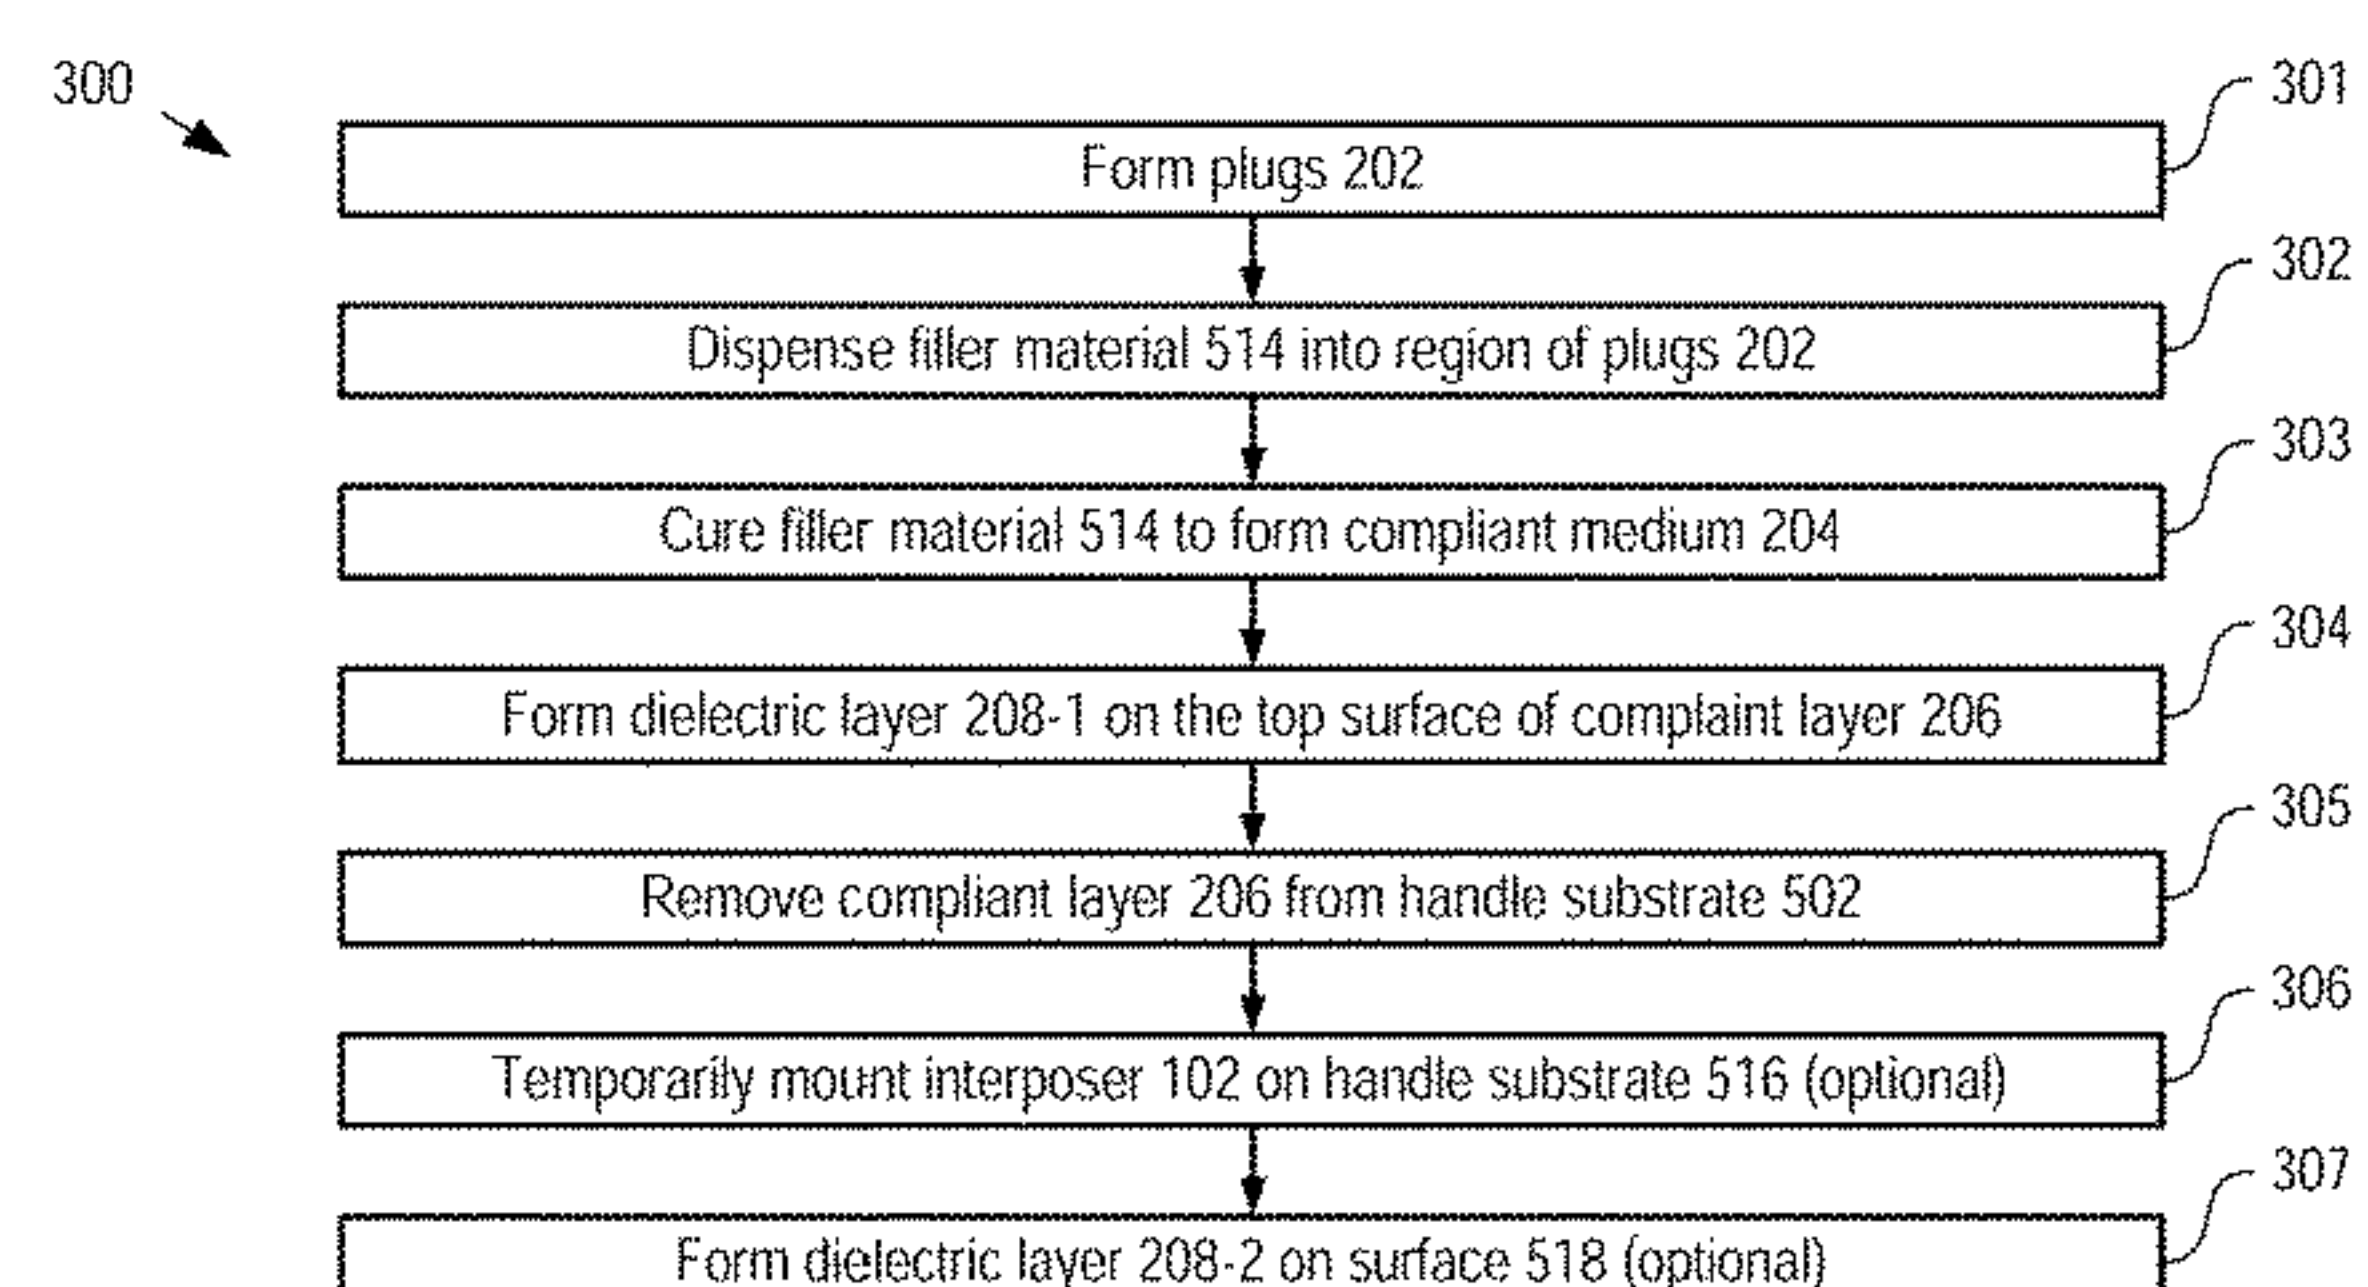 300
301
Form plugs 202
302
Dispense filler material 514 into region of plugs 202
303
Cure filler material 514 to form compliant medium 204
304
Form dielectric layer 208-1 on the top surface of complaint layer 206
305
Remove compliant layer 206 from handle substrate 502
306
Temporarily mount interposer 102 on handle substrate 516 (optional)
307
Form dielectric layer 208-2 on surface 518 (optional)